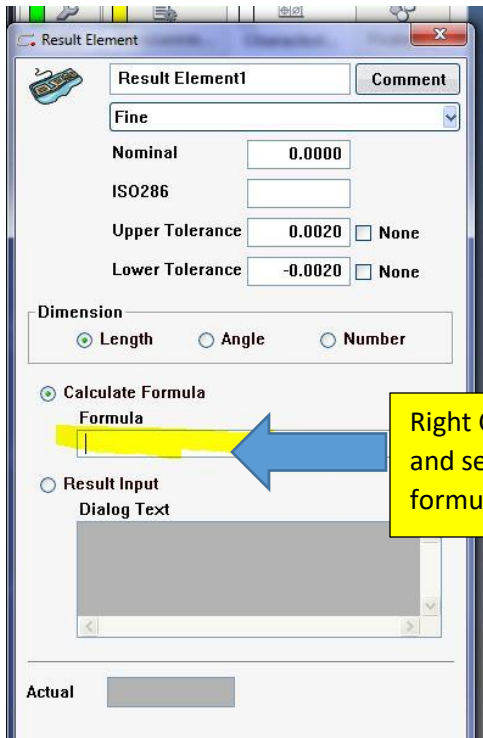 Result Element
Result Element1 Comment
Fine
Nominal 0.0000
ISO286
Upper Tolerance 0.0020 None
Lower Tolerance -0.0020 None
Dimension
Length Angle Number
Calculate Formula
Formula
Right
and se
formu
Result Input
Dialog Text
Actual